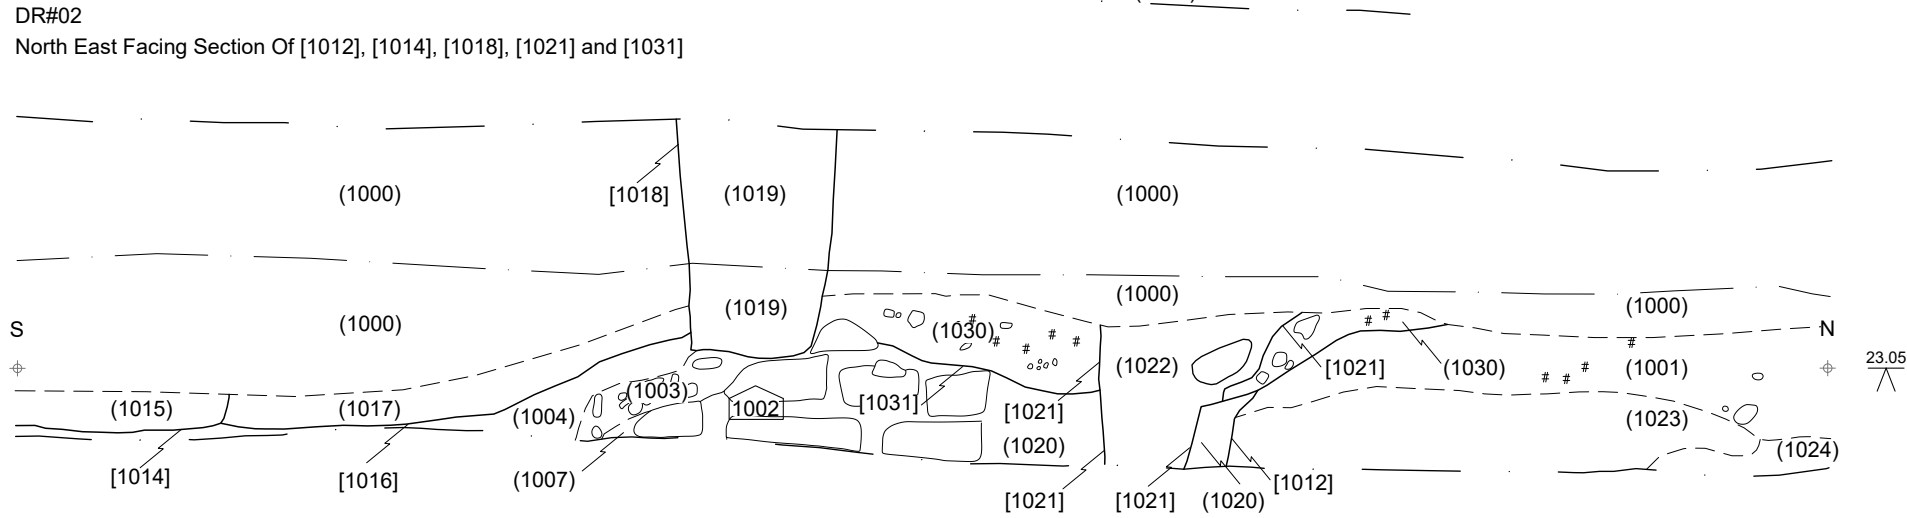 DR#02
North East Facing Section Of [1012], [1014], [1018], [1021] and [1031]
(1000) [1018] (1019) (1000)
(1000) (1019) (1030) (1000) (1000)
S N
(1015) (1017) (1004) (1003) 1002 [1031] [1021] (1022) [1021] (1030) (1001) 23.05
(1020) (1023)
(1024)
[1014] [1016] (1007) [1021] [1021] (1020) [1012]